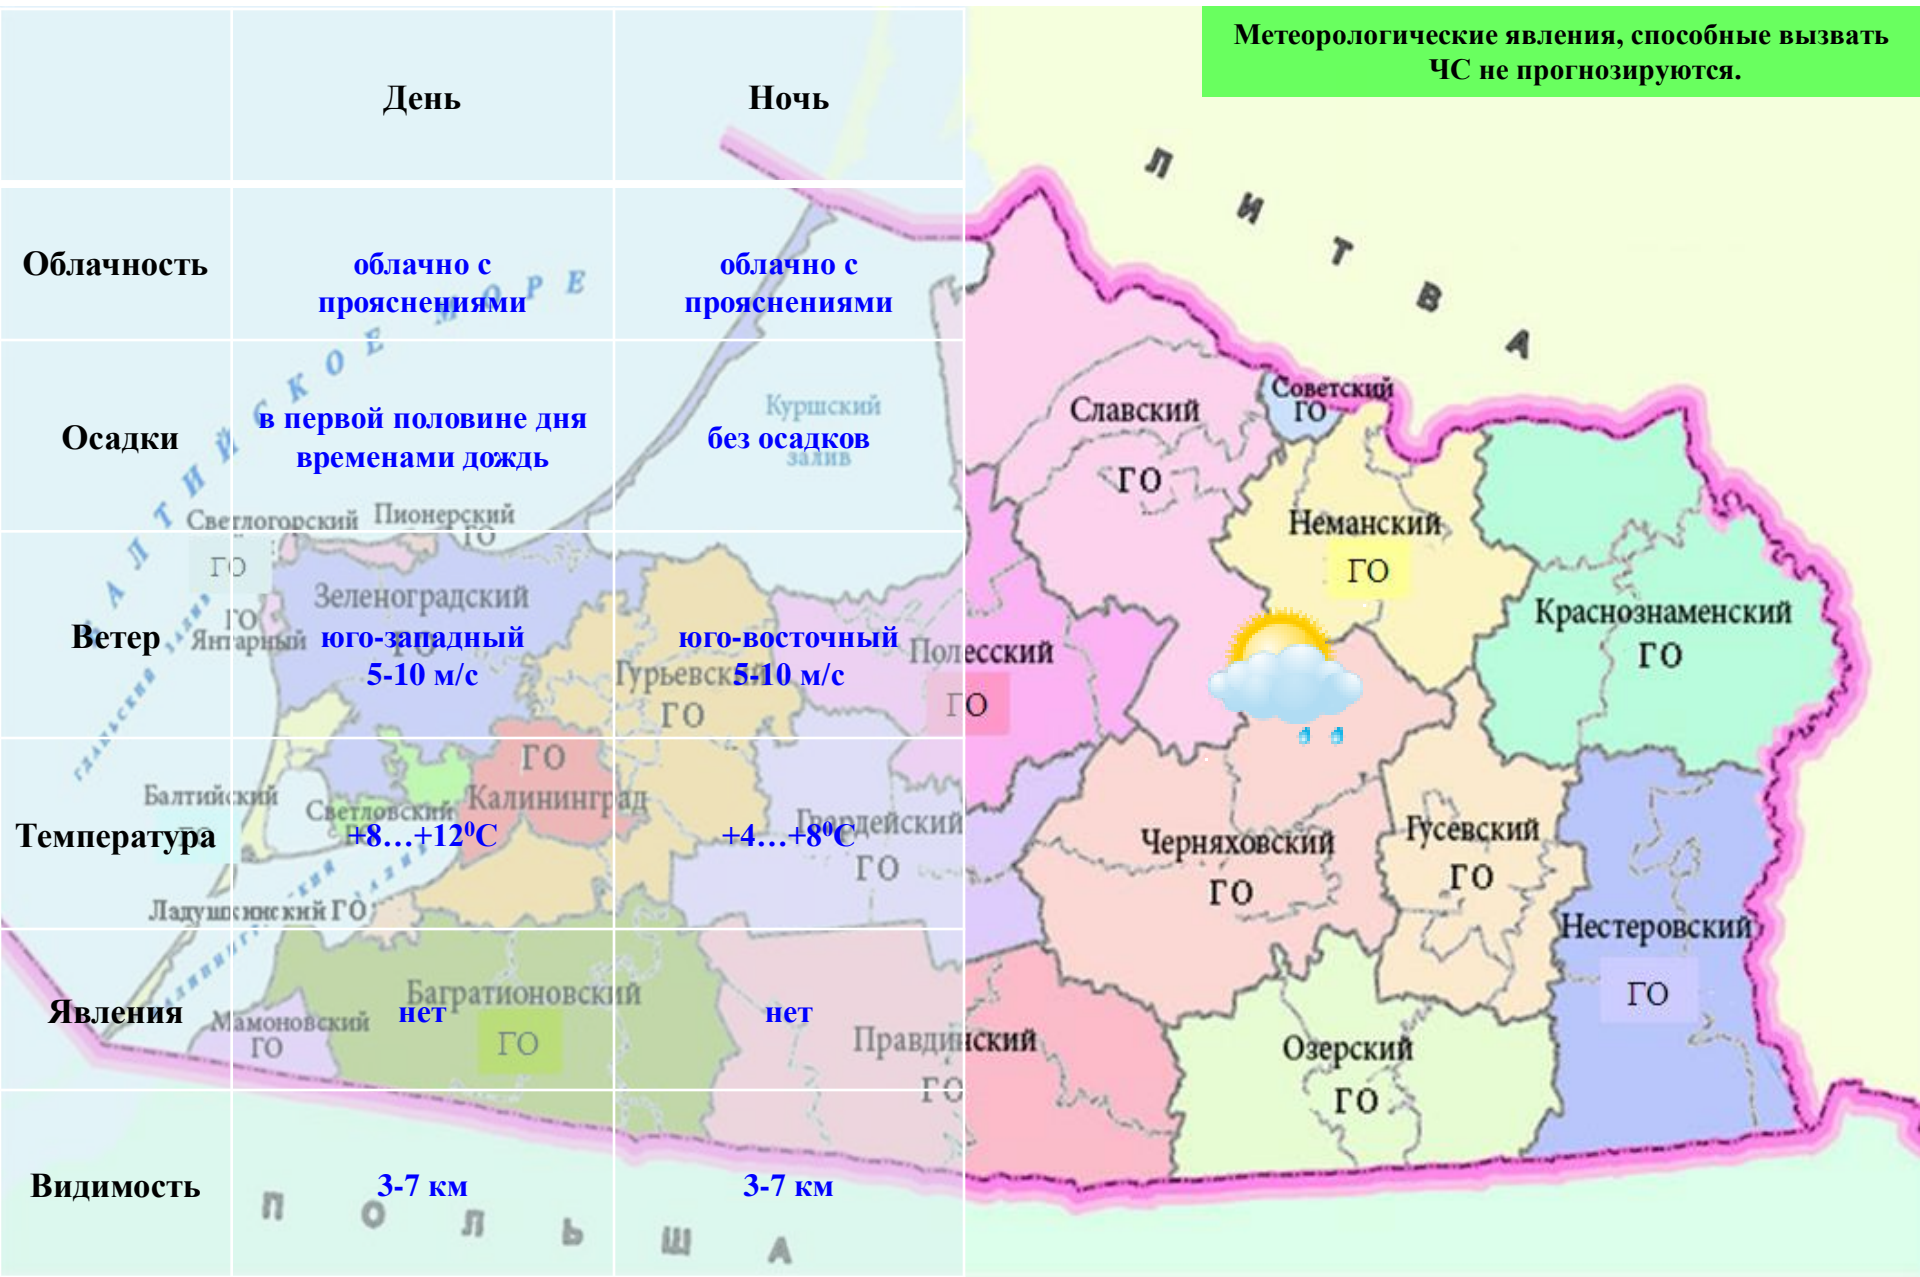 Метеорологические явления, способные вызвать
ЧС не прогнозируются.
День
Ночь
Облачность
облачно с
прояснениями
облачно с
прояснениями
Осадки
в первой половине дня
временами дождь
без осадков
Ветер
юго-западный
5-10 м/с
юго-восточный
5-10 м/с
Температура
+8…+12⁰С
+4…+8⁰С
Явления
нет
нет
Видимость
3-7 км
3-7 км
ЛИТВА
БАЛТИЙСКОЕ МОРЕ
Куршский
залив
Славский
ГО
Советский
ГО
Неманский
ГО
Краснознаменский
ГО
Светлогорский
ГО
Пионерский
ГО
Зеленоградский
ГО
ГО
Янтарный
Гурьевский
ГО
Полесский
ГО
ГО
Калининград
Балтийский
ГО
Светловский
Гвардейский
ГО
Черняховский
ГО
Гусевский
ГО
Нестеровский
ГО
Ладушкинский ГО
Мамоновский
ГО
Багратионовский
ГО
Правдинский
ГО
Озерский
ГО
ПОЛЬША